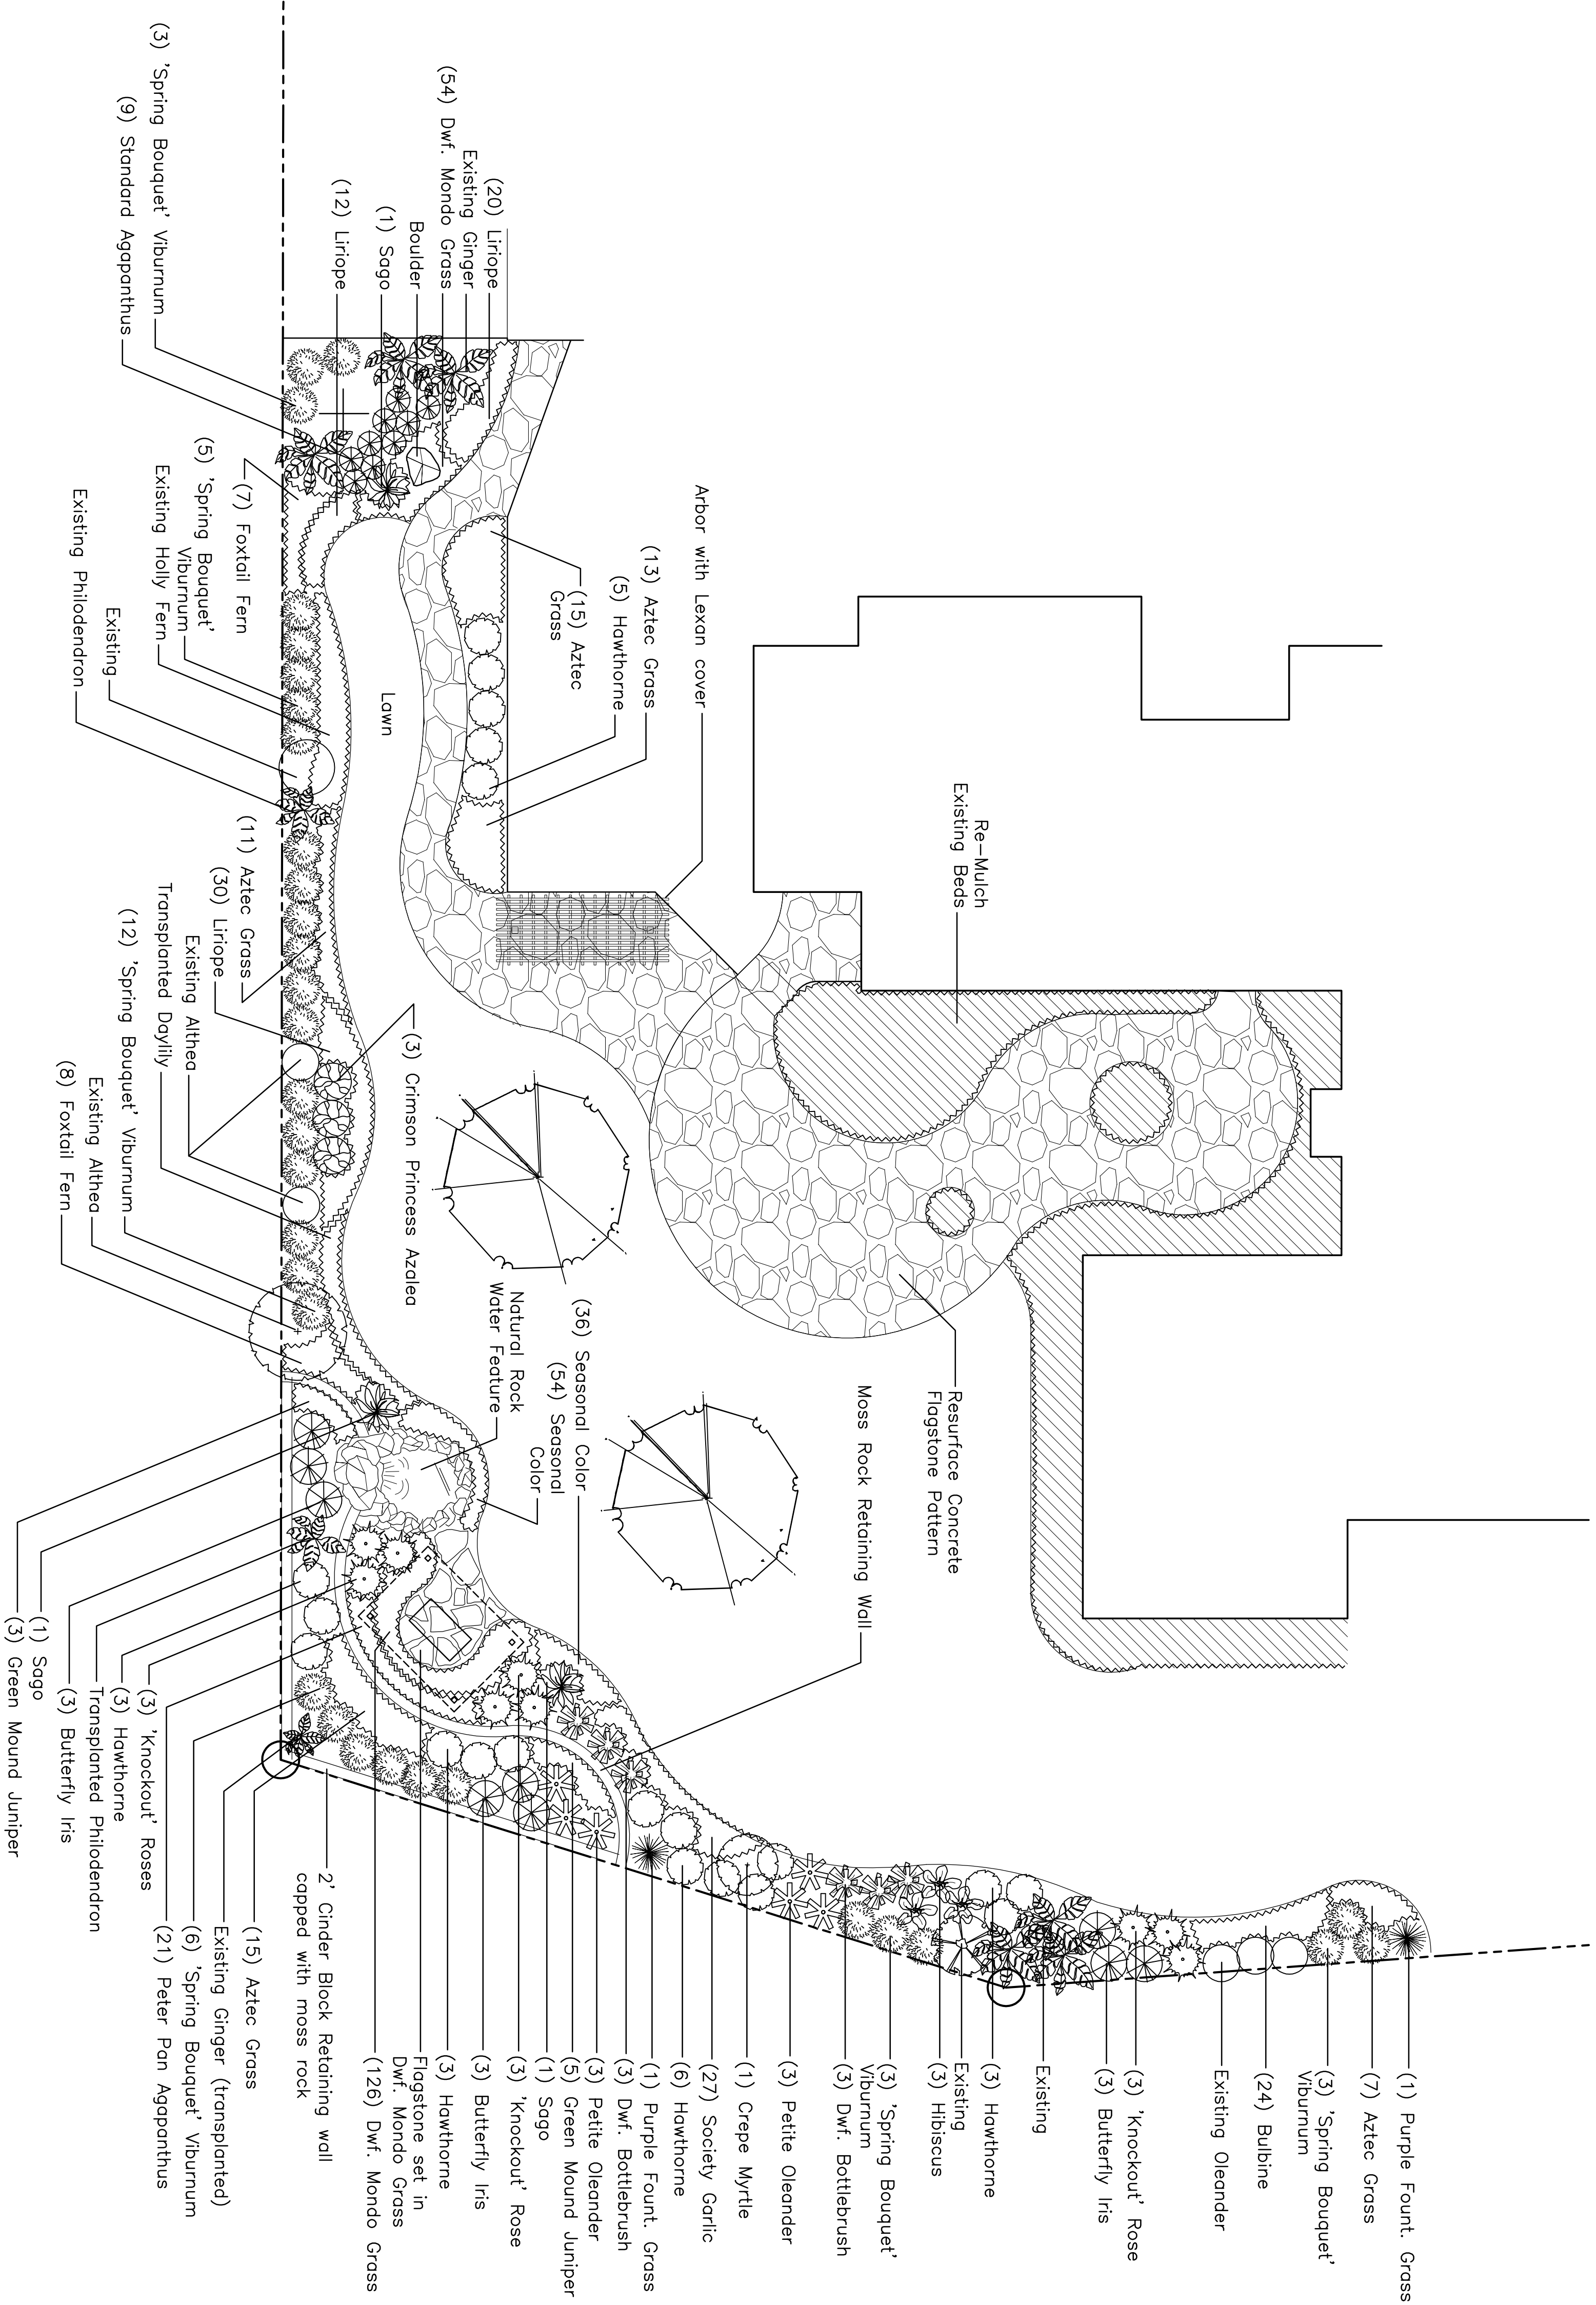 (1) Purple Fount. Grass
(7) Aztec Grass
(3) 'Spring Bouquet'
Viburnum
(24) Bulbine
Existing Oleander
(3) 'Knockout' Rose
(3) Butterfly Iris
Existing
(3) Hawthorne
Existing
(3) Hibiscus
(3) 'Spring Bouquet'
Viburnum
(3) Dwf. Bottlebrush
(3) Petite Oleander
(1) Crepe Myrtle
(27) Society Garlic
(6) Hawthorne
(1) Purple Fount. Grass
(3) Dwf. Bottlebrush
(3) Petite Oleander
(5) Green Mound Juniper
(1) Sago
(3) 'Knockout' Rose
(3) Butterfly Iris
(3) Hawthorne
Flagstone set in
Dwf. Mondo Grass
(126) Dwf. Mondo Grass
2' Cinder Block Retaining wall
capped with moss rock
(15) Aztec Grass
Existing Ginger (transplanted)
(6) 'Spring Bouquet' Viburnum
(21) Peter Pan Agapanthus
(3) 'Knockout' Roses
(3) Hawthorne
Transplanted Philodendron
(3) Butterfly Iris
(1) Sago
(3) Green Mound Juniper
Re-Mulch
Existing Beds
Resurface Concrete
Flagstone Pattern
Moss Rock Retaining Wall
(36) Seasonal Color
(54) Seasonal
Color
Natural Rock
Water Feature
(3) Crimson Princess Azalea
Arbor with Lexan cover
(13) Aztec Grass
(5) Hawthorne
(15) Aztec
Grass
Lawn
(20) Liriope
Existing Ginger
(54) Dwf. Mondo Grass
Boulder
(1) Sago
(12) Liriope
(3) 'Spring Bouquet' Viburnum
(9) Standard Agapanthus
(7) Foxtail Fern
(5) 'Spring Bouquet'
Viburnum
Existing Holly Fern
Existing
Existing Philodendron
(11) Aztec Grass
(30) Liriope
Existing Althea
Transplanted Daylily
(12) 'Spring Bouquet' Viburnum
Existing Althea
(8) Foxtail Fern